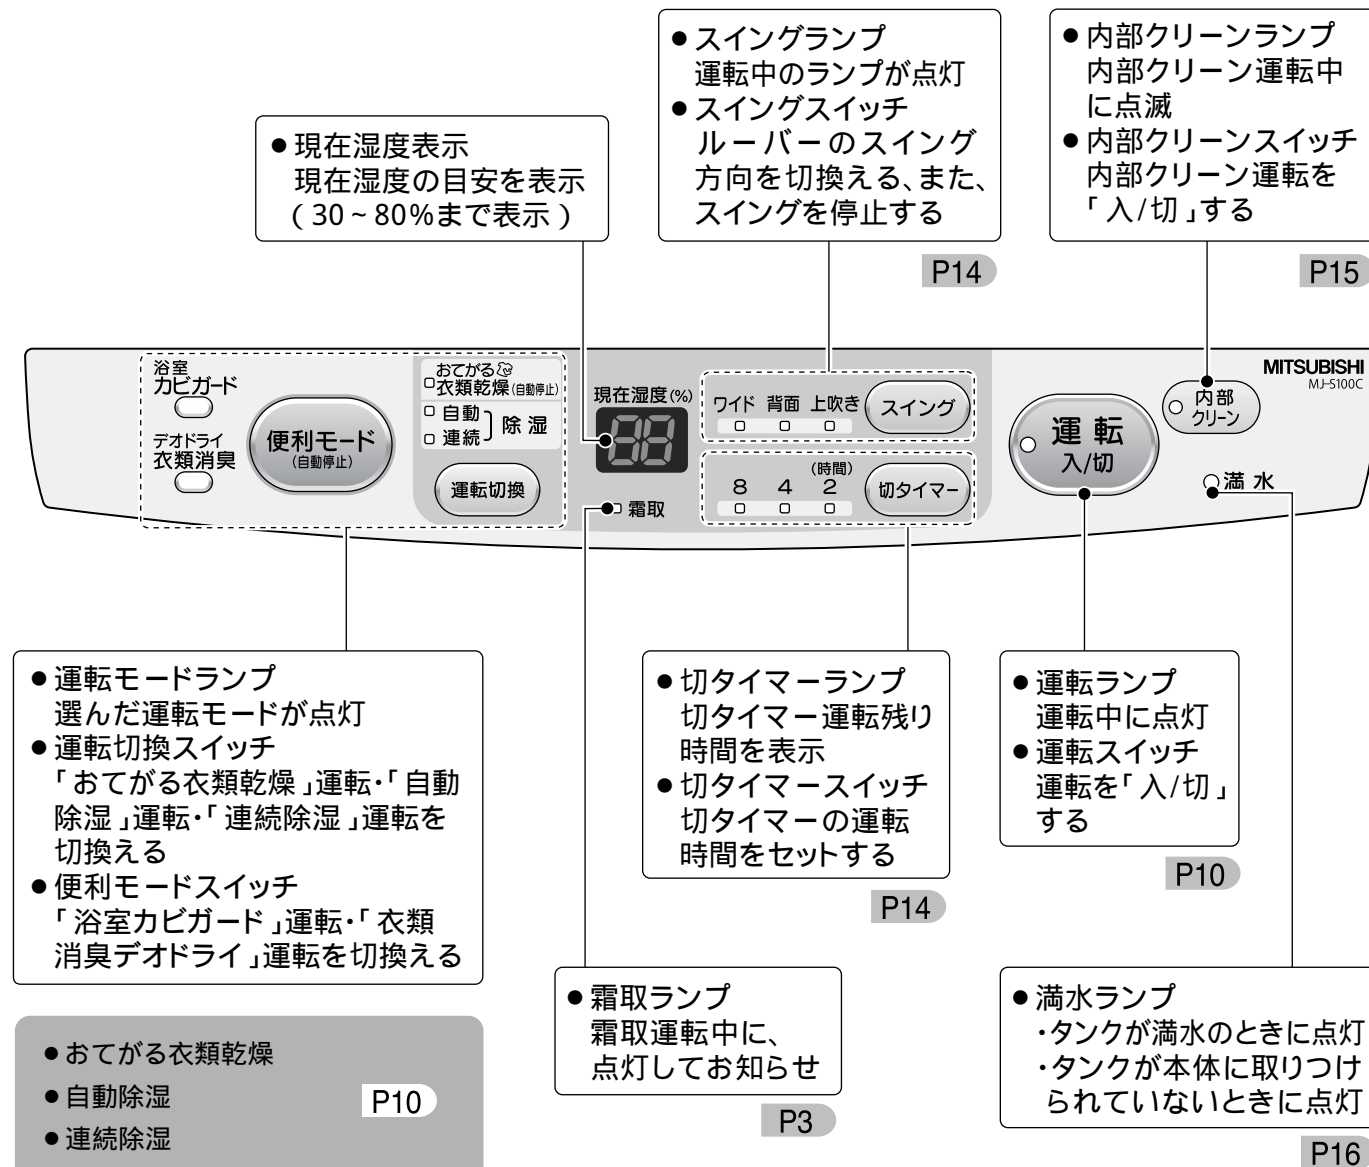 ●スイングランプ
運転中のランプが点灯
●スイングスイッチ
ルーバーのスイング
方向を切換える、また、
スイングを停止する
P14
●内部クリーンランプ
内部クリーン運転中
に点滅
●内部クリーンスイッチ
内部クリーン運転を
「入/切」する
P15
●現在湿度表示
現在湿度の目安を表示
(30~80%まで表示)
浴室
カビガード
デオドライ
衣類消臭
便利モード
(自動停止)
おてがる
衣類乾燥(自動停止)
自動
連続
除湿
運転切換
現在湿度(%)
88
霜取
ワイド 背面 上吹き
スイング
(時間)
8 4 2
切タイマー
運転
入/切
MITSUBISHI
MJ-S100C
内部
クリーン
満水
●運転モードランプ
選んだ運転モードが点灯
●運転切換スイッチ
「おてがる衣類乾燥」運転・「自動
除湿」運転・「連続除湿」運転を
切換える
●便利モードスイッチ
「浴室カビガード」運転・「衣類
消臭デオドライ」運転を切換える
●おてがる衣類乾燥
●自動除湿
●連続除湿
P10
●切タイマーランプ
切タイマー運転残り
時間を表示
●切タイマースイッチ
切タイマーの運転
時間をセットする
P14
●運転ランプ
運転中に点灯
●運転スイッチ
運転を「入/切」
する
P10
●霜取ランプ
霜取運転中に、
点灯してお知らせ
P3
●満水ランプ
・タンクが満水のときに点灯
・タンクが本体に取りつけ
られていないときに点灯
P16